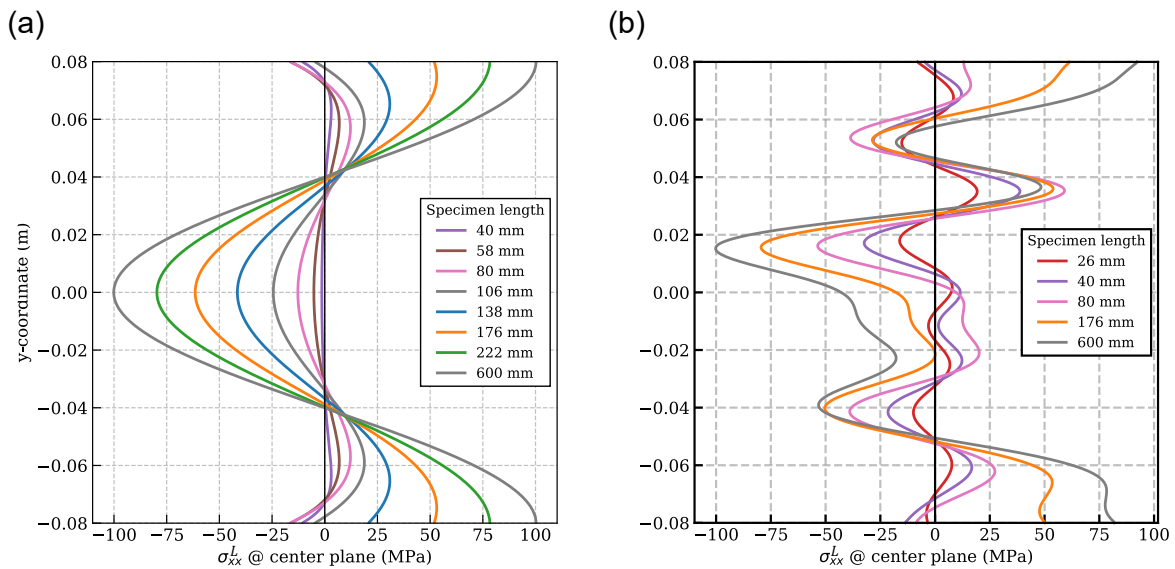 (a)
(b)
0.08
0.06
0.04
0.02
0.00
−0.02
−0.04
−0.06
−0.08
y-coordinate (m)
−100 −75 −50 −25 0 25 50 75 100
σxx^L @ center plane (MPa)
Specimen length
40 mm
58 mm
80 mm
106 mm
138 mm
176 mm
222 mm
600 mm
0.08
0.06
0.04
0.02
0.00
−0.02
−0.04
−0.06
−0.08
−100 −75 −50 −25 0 25 50 75 100
σxx^L @ center plane (MPa)
Specimen length
26 mm
40 mm
80 mm
176 mm
600 mm